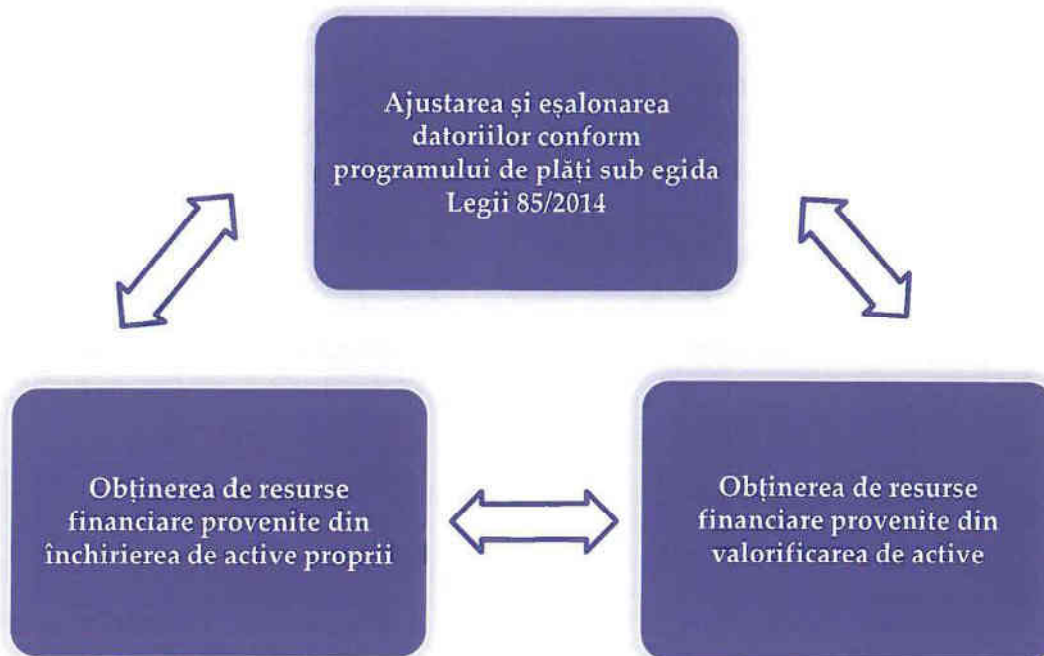 Ajustarea și eșalonarea
datoriilor conform
programului de plăți sub egida
Legii 85/2014
Obținerea de resurse
financiare provenite din
închirierea de active proprii
Obținerea de resurse
financiare provenite din
valorificarea de active